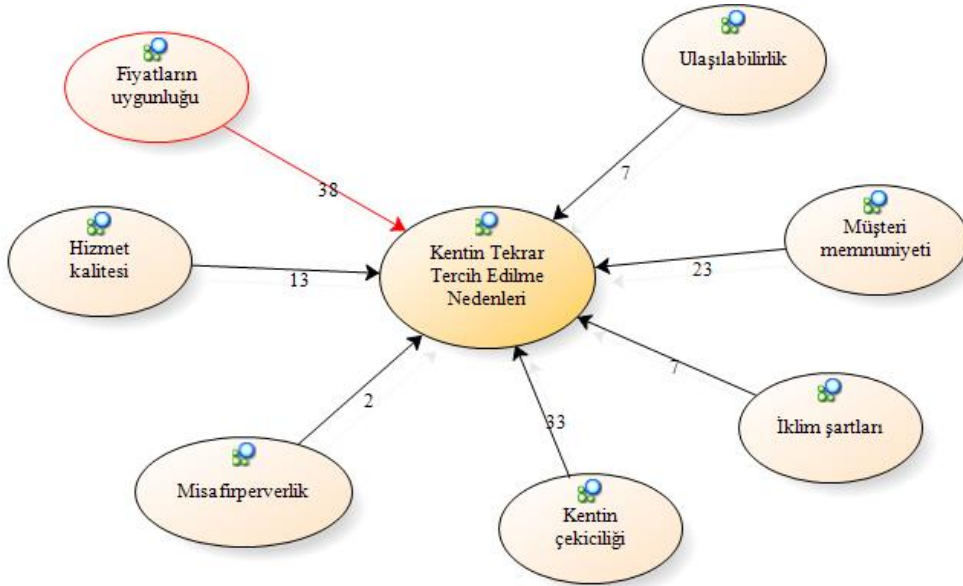 Fiyatların
uygunluğu
Ulaşılabilirlik
38
7
Hizmet
kalitesi
13
Kentin Tekrar
Tercih Edilme
Nedenleri
23
Müşteri
memnuniyeti
2
33
7
İklim şartları
Misafirperverlik
Kentin
çekiciliği